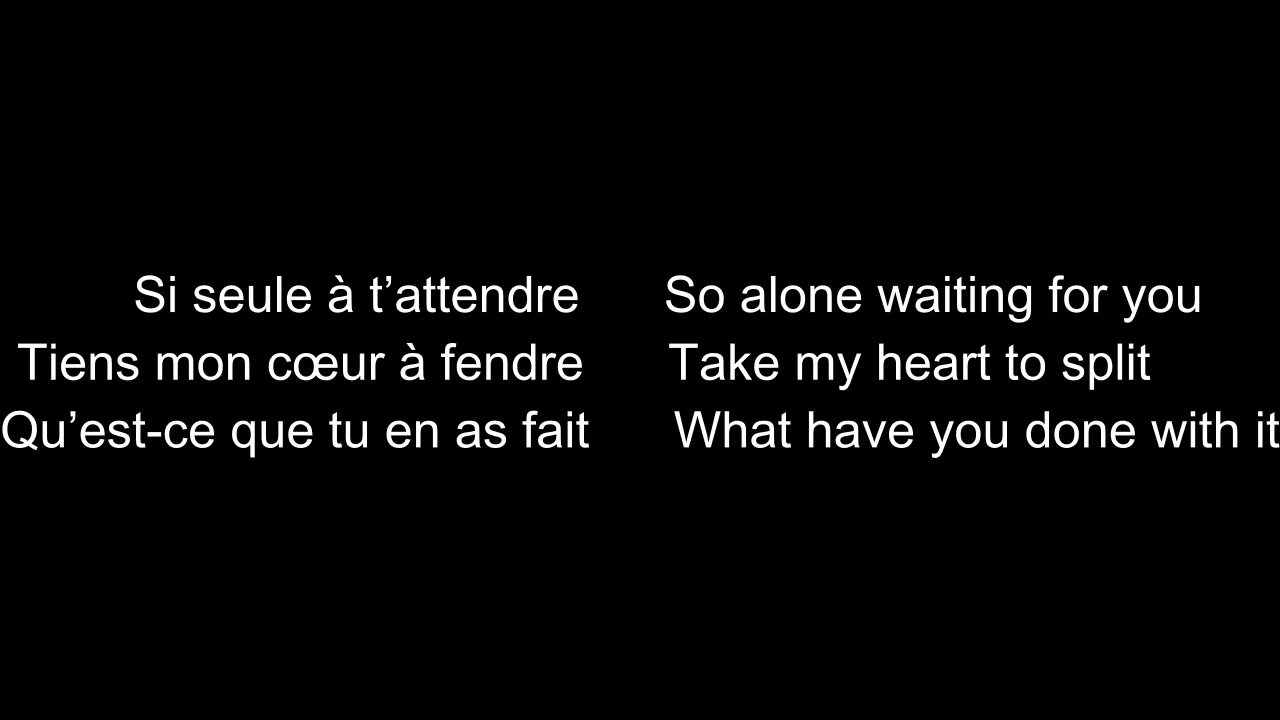 Si seule à t’attendre So alone waiting for you
Tiens mon cœur à fendre Take my heart to split
Qu’est-ce que tu en as fait What have you done with it